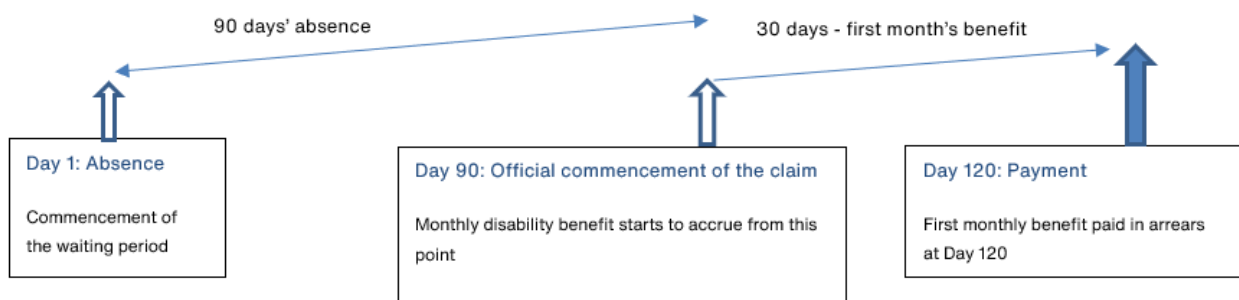 90 days’ absence
30 days - first month’s benefit
Day 1: Absence
Commencement of
the waiting period
Day 90: Official commencement of the claim
Monthly disability benefit starts to accrue from this
point
Day 120: Payment
First monthly benefit paid in arrears
at Day 120